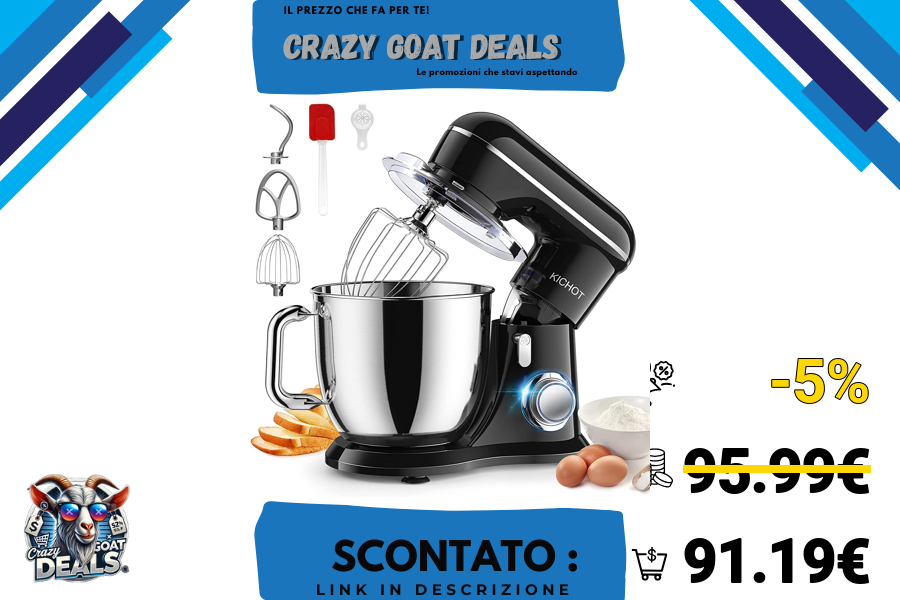 IL PREZZO CHE FA PER TE!
CRAZY GOAT DEALS
Le promozioni che stavi aspettando
KICHOT
-5%
95.99€
91.19€
$
%
$
57%
Crazy
GOAT
DEALS
SCONTATO :
LINK IN DESCRIZIONE